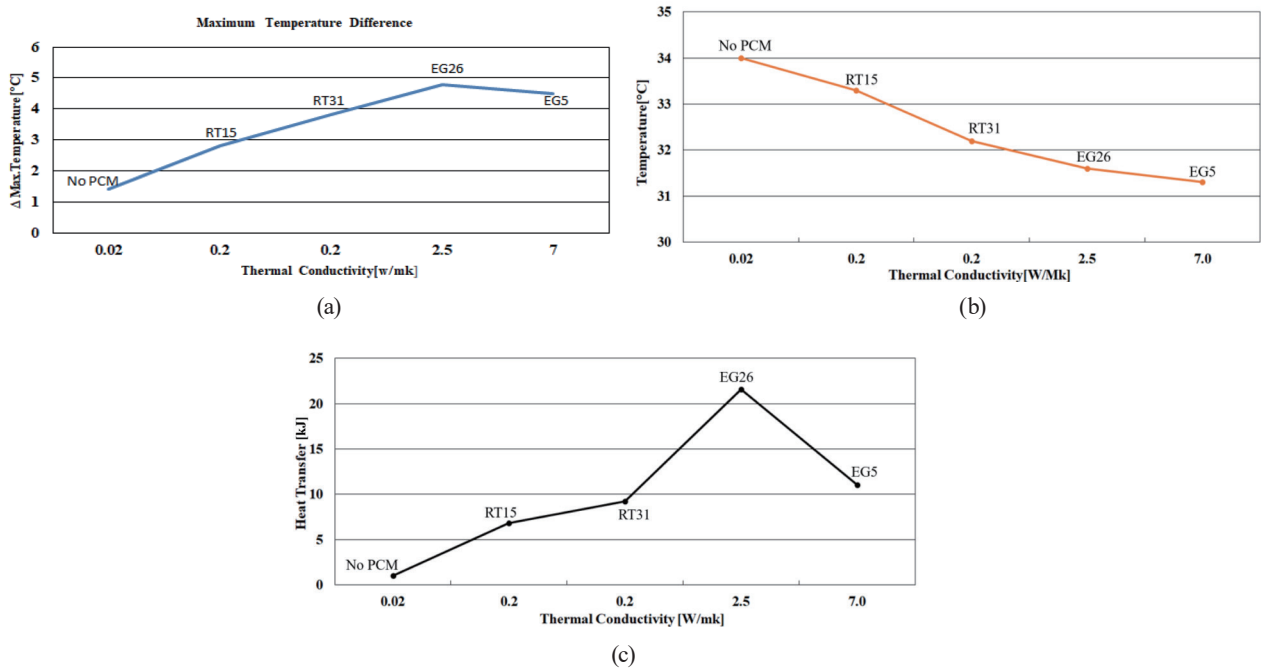 Maximum Temperature Difference
Δ Max.Temperature[°C]
6
5
4
3
2
1
0
No PCM
RT15
RT31
EG26
EG5
0.02 0.2 0.2 2.5 7
Thermal Conductivity[w/mk]
(a)
Temperature[°C]
35
34
33
32
31
30
No PCM
RT15
RT31
EG26
EG5
0.02 0.2 0.2 2.5 7.0
Thermal Conductivity[W/Mk]
(b)
Heat Transfer [kJ]
25
20
15
10
5
0
No PCM
RT15
RT31
EG26
EG5
0.02 0.2 0.2 2.5 7.0
Thermal Conductivity [W/mk]
(c)